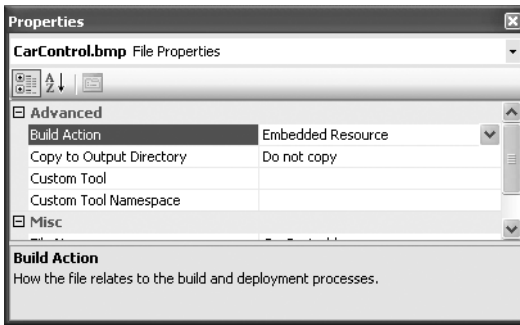 Properties
CarControl.bmp File Properties
Advanced
Build Action Embedded Resource
Copy to Output Directory Do not copy
Custom Tool
Custom Tool Namespace
Misc
Build Action
How the file relates to the build and deployment processes.